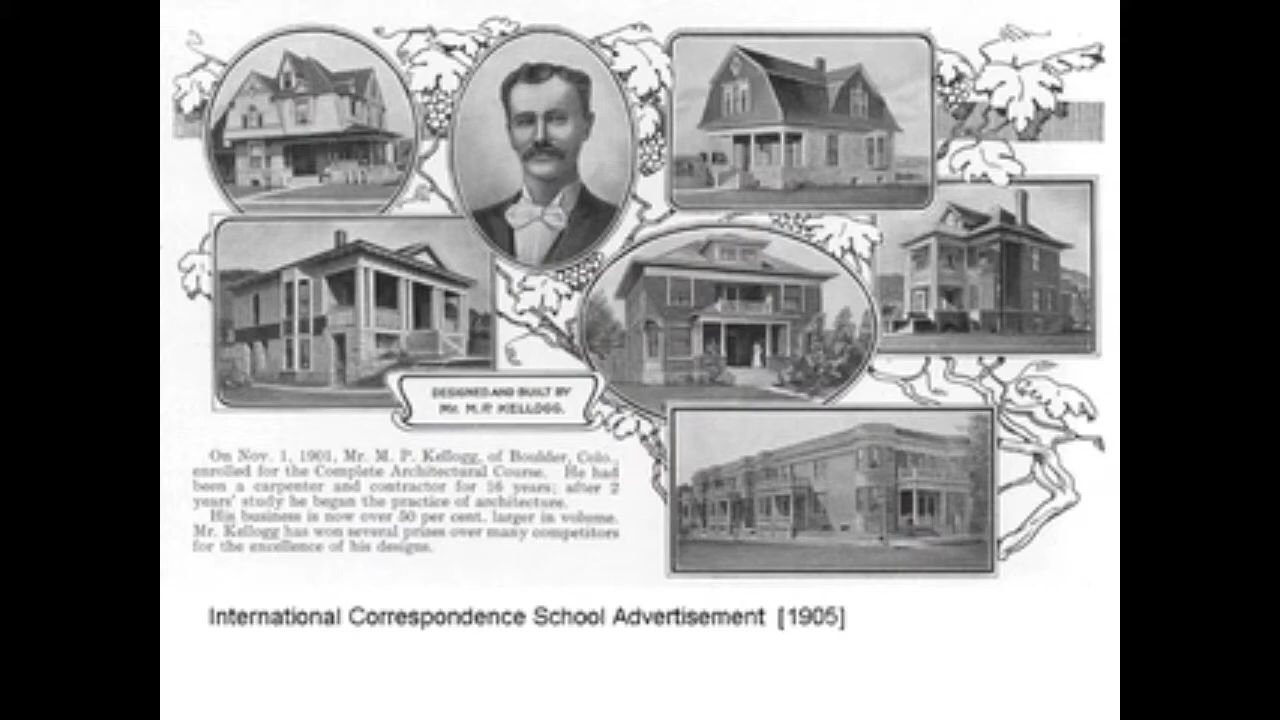 DESIGNED AND BUILT BY
Mr. M. P. KELLOGG.
On Nov. 1, 1901, Mr. M. P. Kellogg, of Boulder, Colo.,
enrolled for the Complete Architectural Course. He had
been a carpenter and contractor for 16 years; after 2
years' study he began the practice of architecture.
His business is now over 50 per cent. larger in volume.
Mr. Kellogg has won several prizes over many competitors
for the excellence of his designs.
International Correspondence School Advertisement [1905]